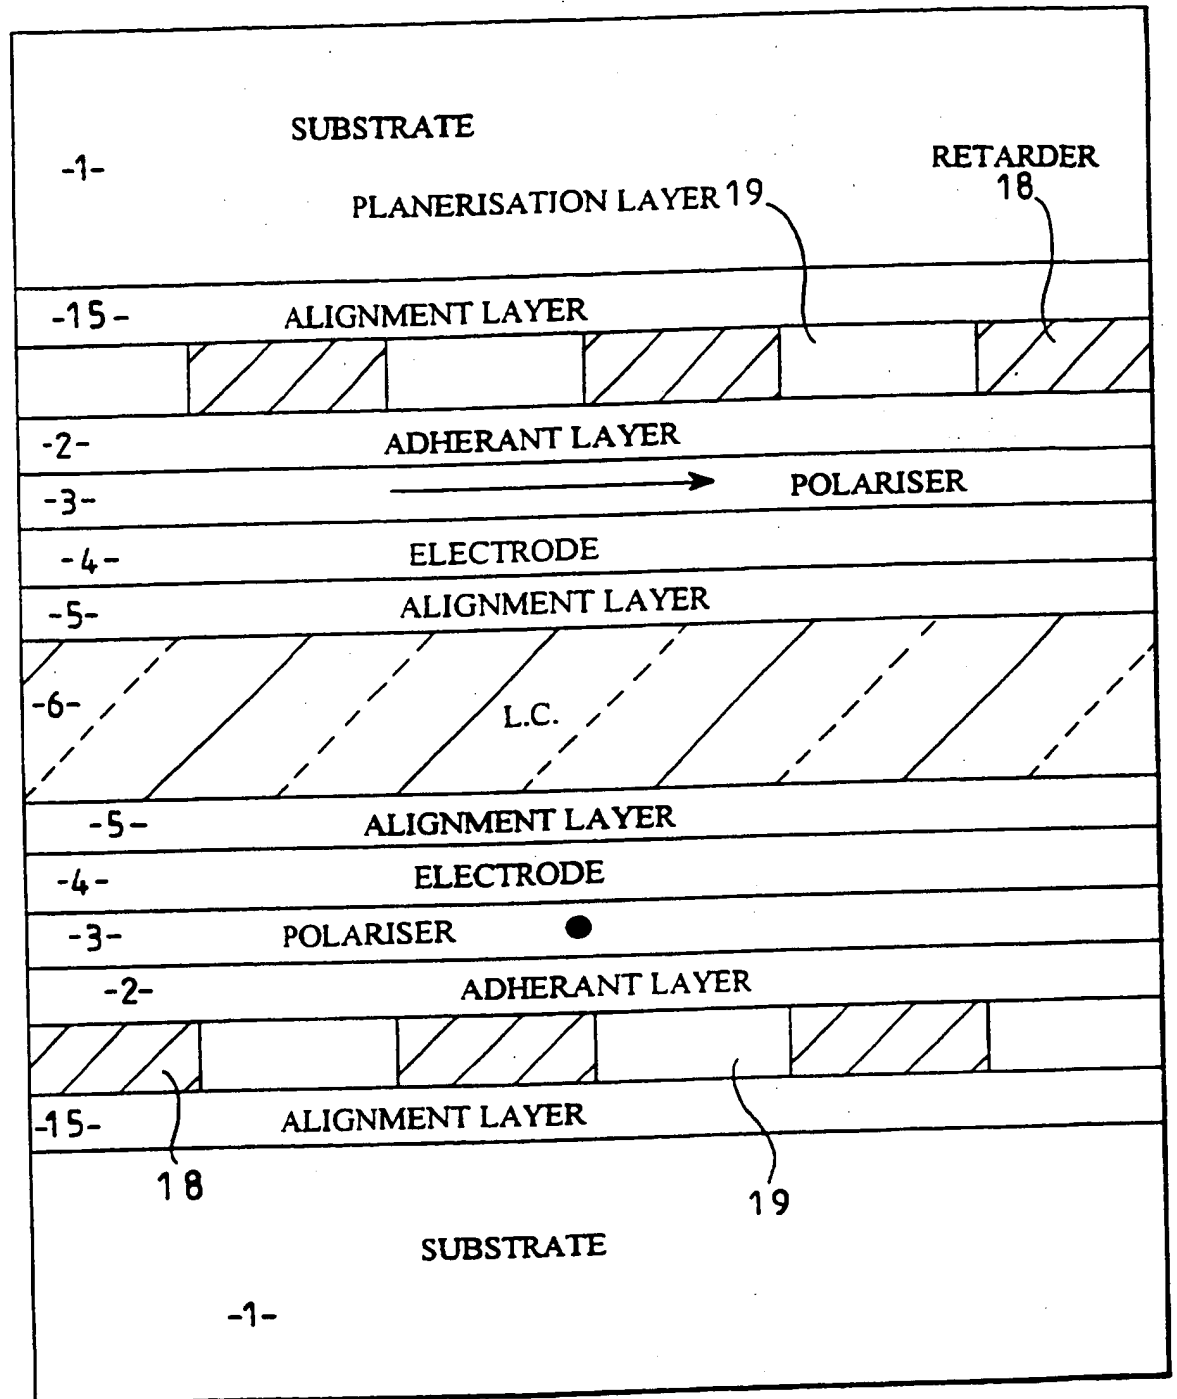 SUBSTRATE
-1-
RETARDER
18
PLANERISATION LAYER 19
-15- ALIGNMENT LAYER
-2- ADHERANT LAYER
-3- POLARISER
-4- ELECTRODE
-5- ALIGNMENT LAYER
-6- L.C.
-5- ALIGNMENT LAYER
-4- ELECTRODE
-3- POLARISER
-2- ADHERANT LAYER
-15- ALIGNMENT LAYER
18
19
SUBSTRATE
-1-